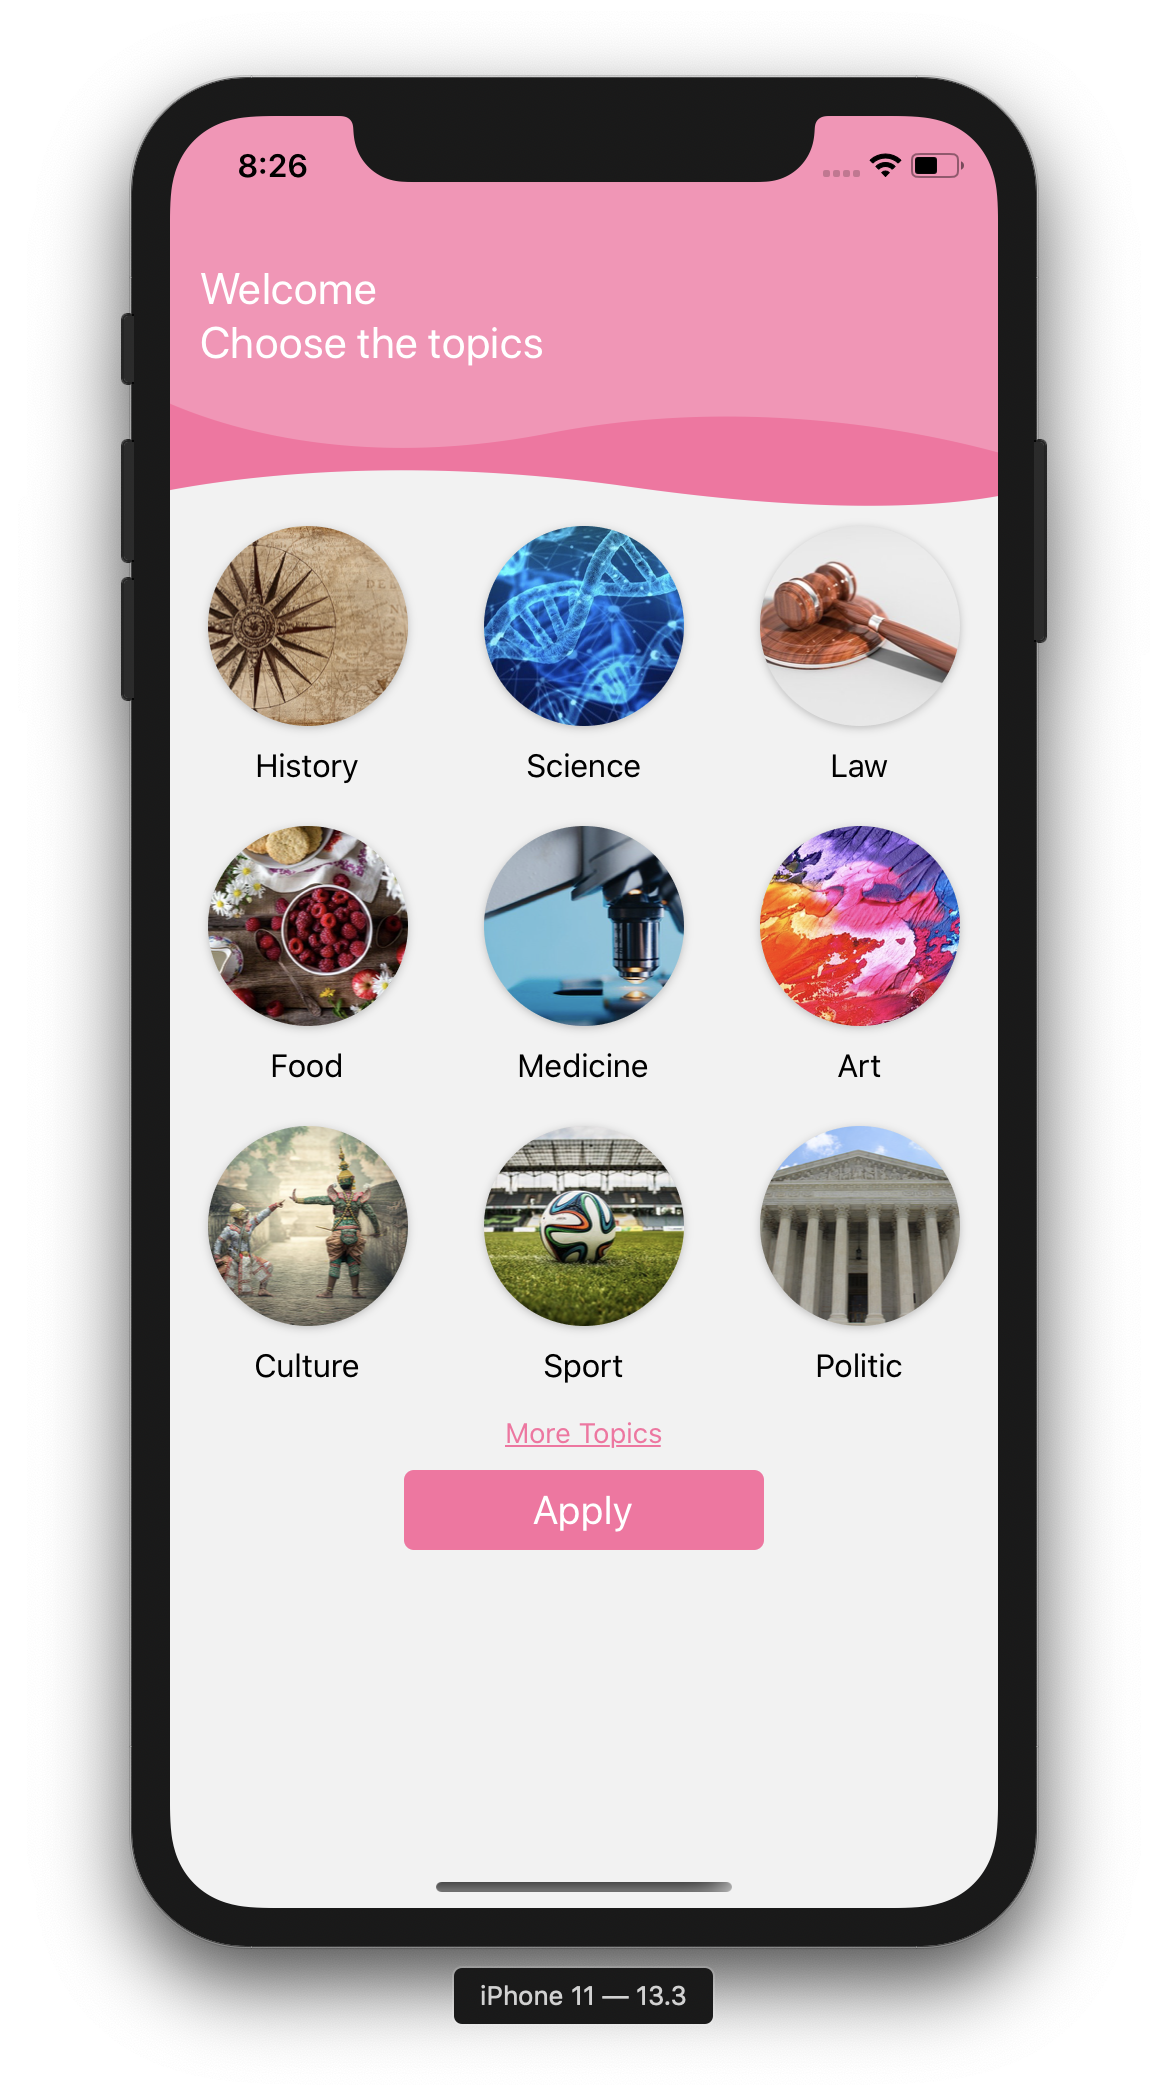 8:26
Welcome
Choose the topics
History
Science
Law
Food
Medicine
Art
Culture
Sport
Politic
More Topics
Apply
iPhone 11 — 13.3